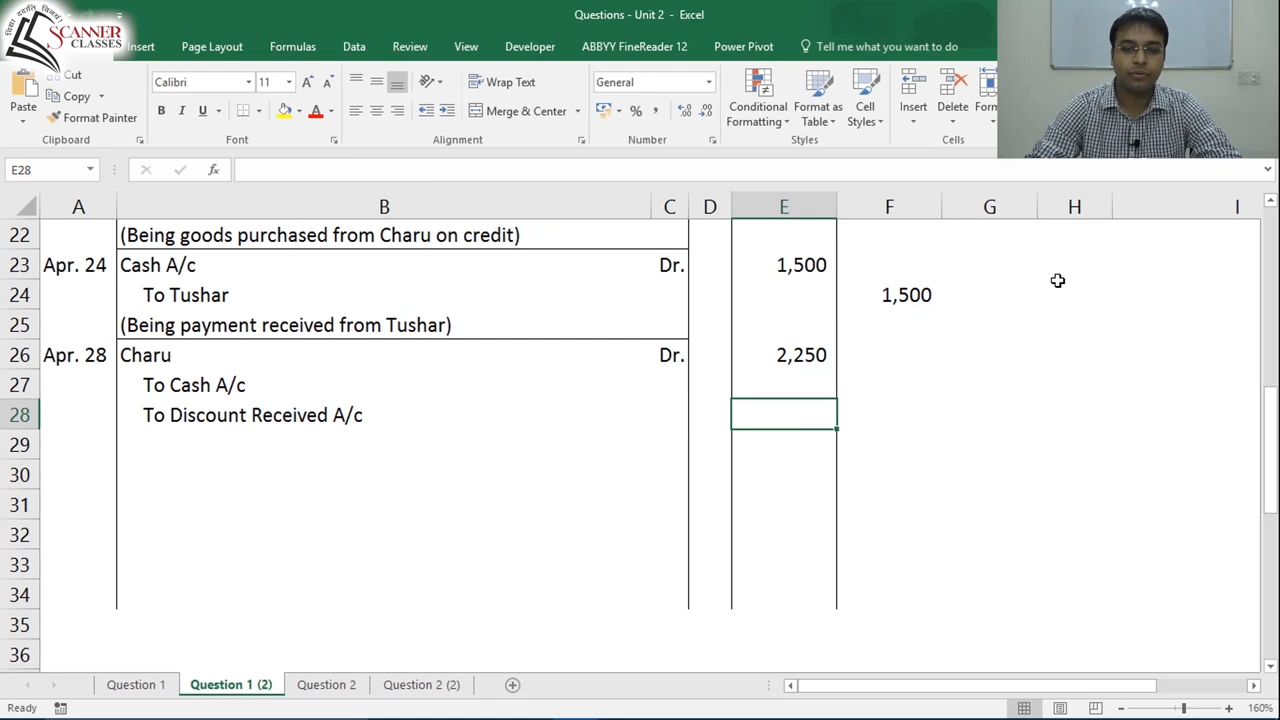 SCANNER
CLASSES
Questions - Unit 2 - Excel
Insert Page Layout Formulas Data Review View Developer ABBYY FineReader 12 Power Pivot Tell me what you want to do
Paste
Cut
Copy
Format Painter
Clipboard
Calibri 11
B I U
Font
Wrap Text
Merge & Center
Alignment
General
Number
Conditional Formatting
Format as Table
Cell Styles
Styles
Insert Delete
Cells
E28 fx
A B C D E F G H I
22 (Being goods purchased from Charu on credit)
23 Apr. 24 Cash A/c Dr. 1,500
24 To Tushar 1,500
25 (Being payment received from Tushar)
26 Apr. 28 Charu Dr. 2,250
27 To Cash A/c
28 To Discount Received A/c
29
30
31
32
33
34
35
36
Question 1 Question 1 (2) Question 2 Question 2 (2)
Ready 160%